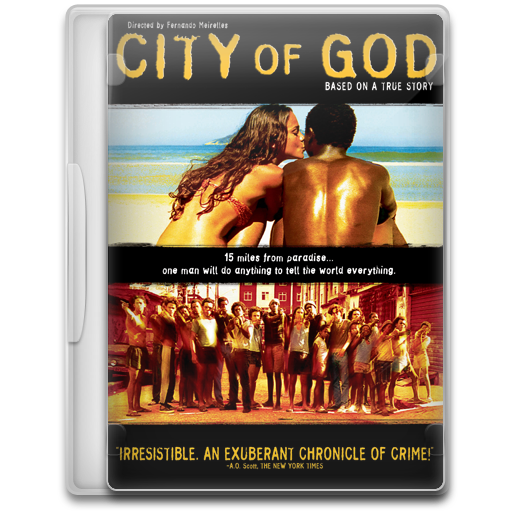 Directed by Fernando Meirelles
CITY OF GOD
BASED ON A TRUE STORY
15 miles from paradise...
one man will do anything to tell the world everything.
"IRRESISTIBLE. AN EXUBERANT CHRONICLE OF CRIME!"
-A.O. Scott, THE NEW YORK TIMES